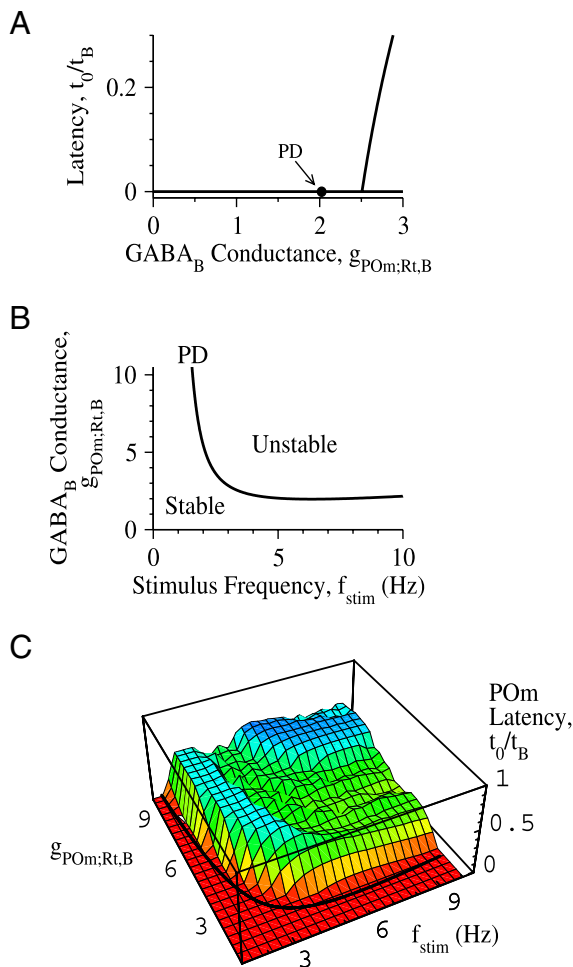 A
Latency, t0/tB
0.2
0
PD
0 1 2 3
GABAB Conductance, gPOm;Rt,B
B
GABAB Conductance,
gPOm;Rt,B
PD
10
5
0
Unstable
Stable
0 5 10
Stimulus Frequency, fstim (Hz)
C
POm
Latency,
t0/tB
1
0.5
0
9
6
3
gPOm;Rt,B
3
6
9
fstim (Hz)